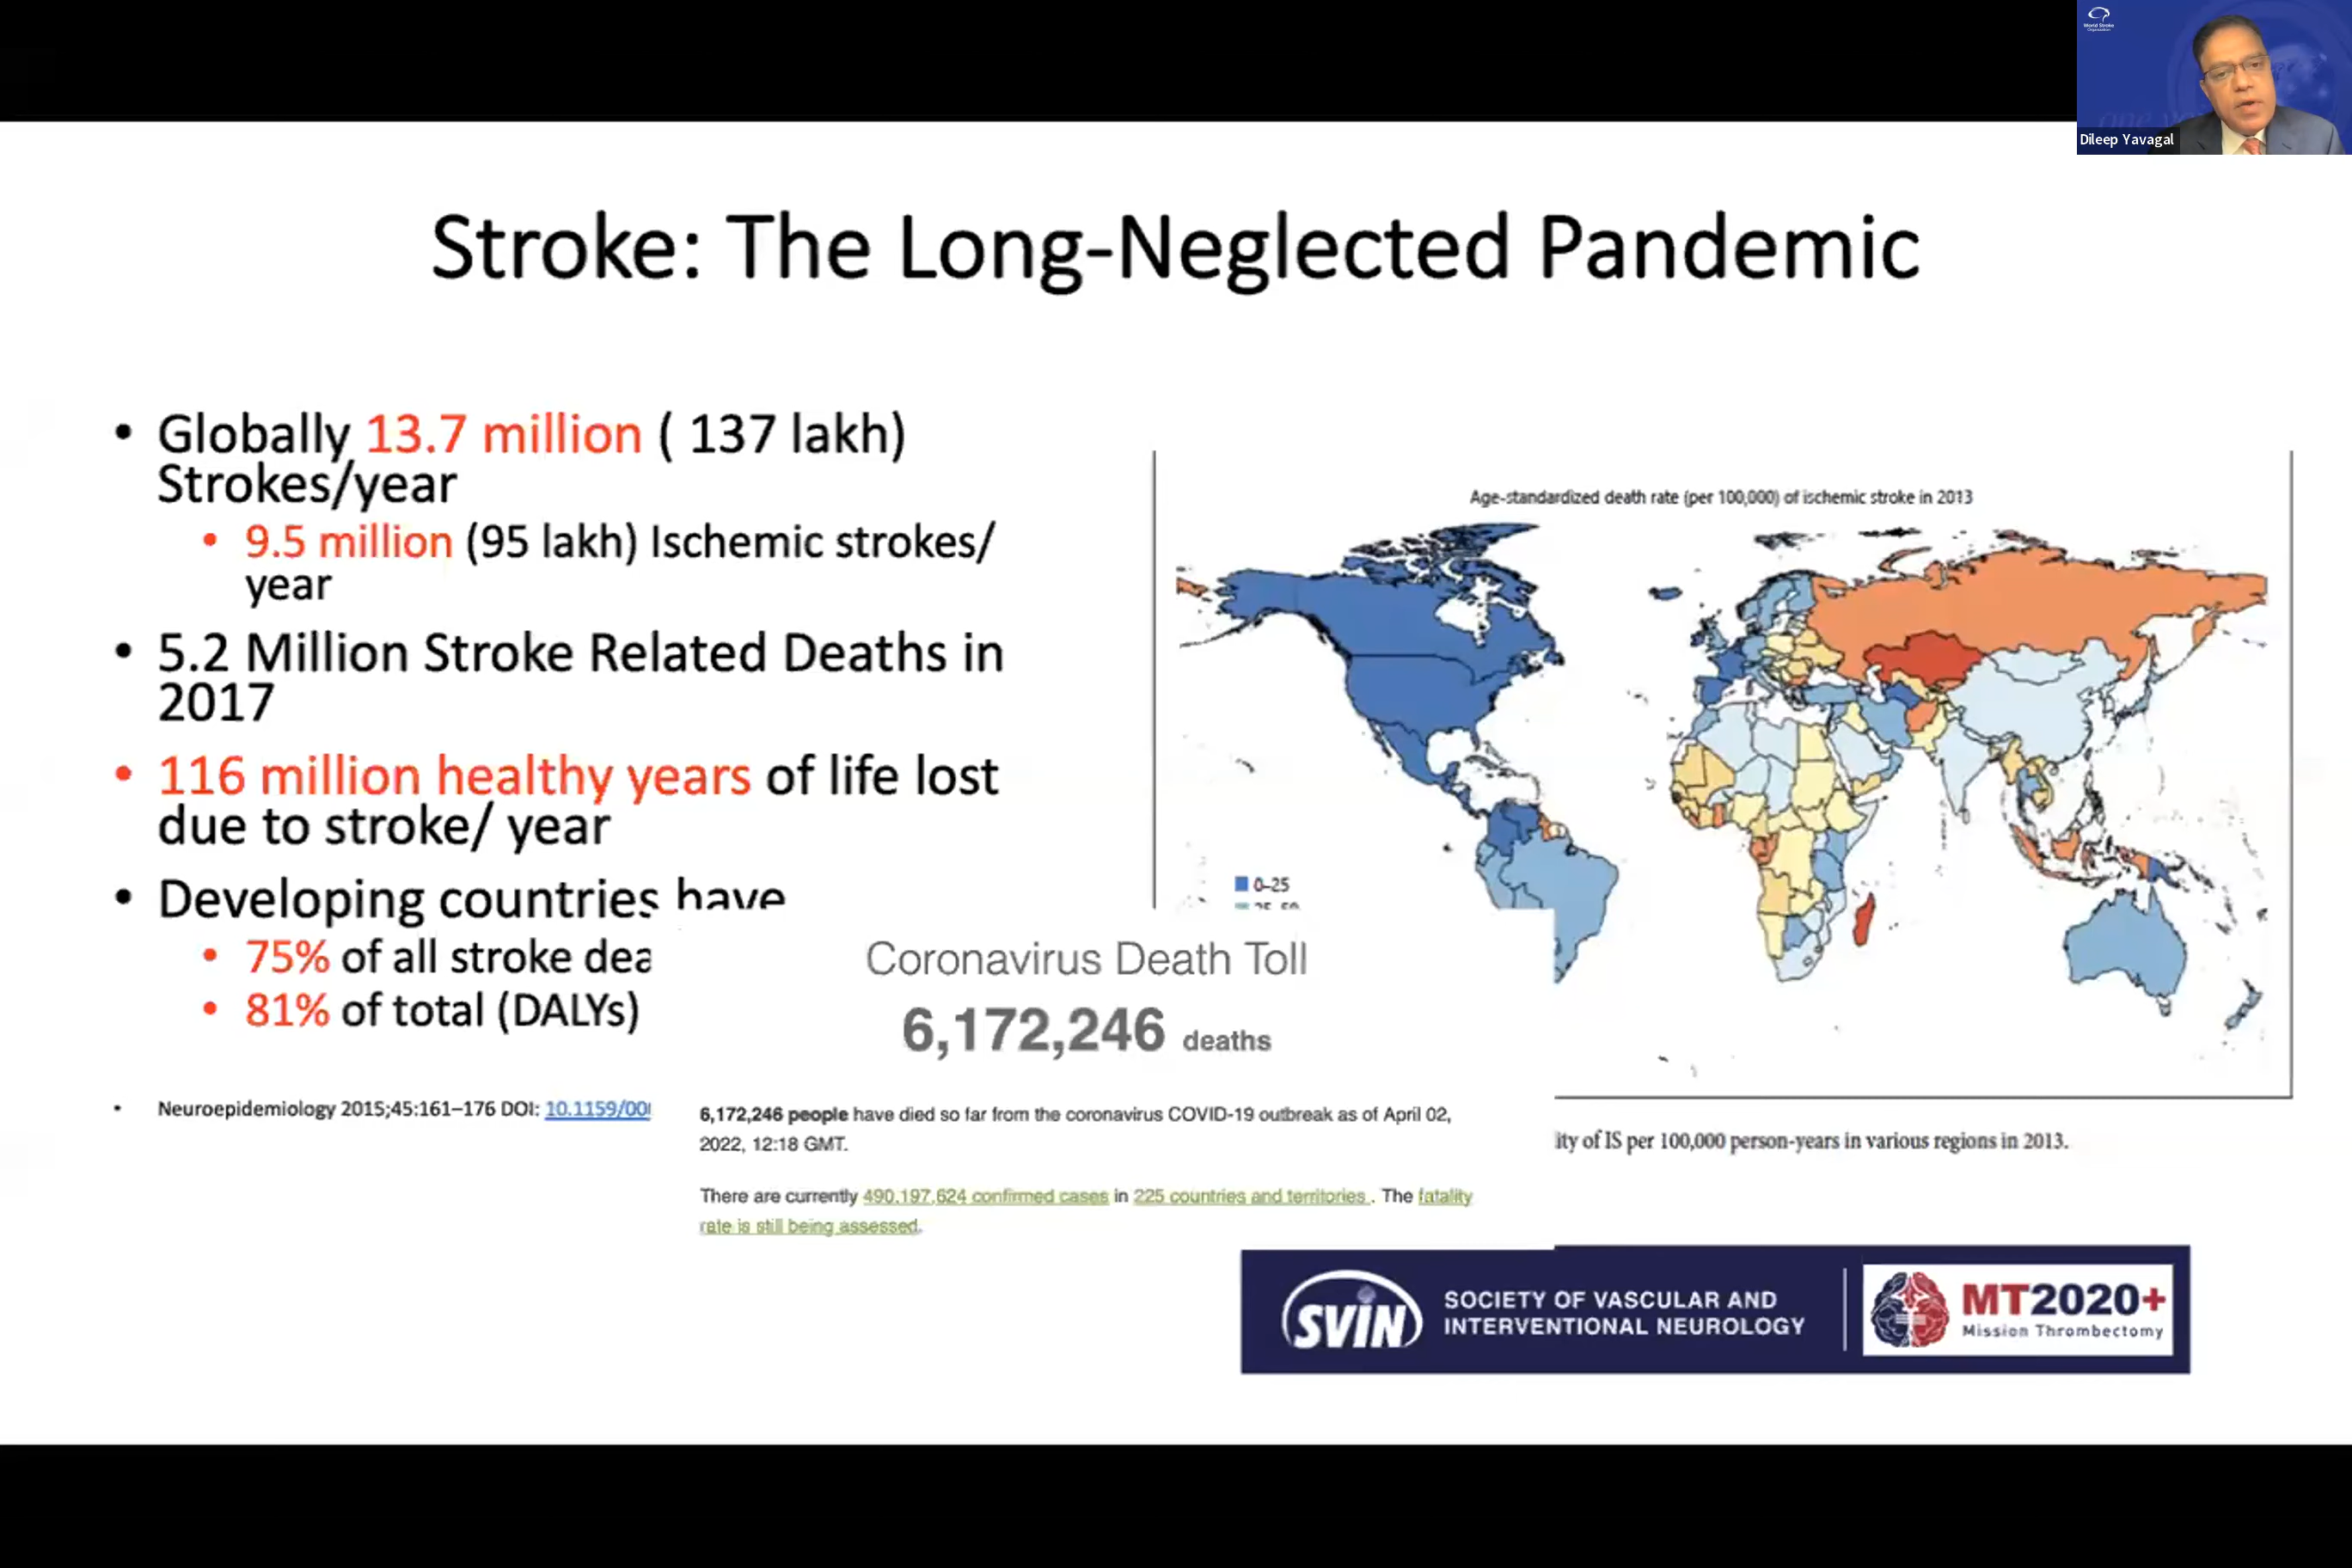 World Stroke
Organization
Dileep Yavagal
Stroke: The Long-Neglected Pandemic
• Globally 13.7 million ( 137 lakh)
Strokes/year
• 9.5 million (95 lakh) Ischemic strokes/
year
• 5.2 Million Stroke Related Deaths in
2017
• 116 million healthy years of life lost
due to stroke/ year
• Developing countries have
• 75% of all stroke dea
• 81% of total (DALYs)
• Neuroepidemiology 2015;45:161–176 DOI: 10.1159/00
Age-standardized death rate (per 100,000) of ischemic stroke in 2013
0–25
25–50
Coronavirus Death Toll
6,172,246 deaths
6,172,246 people have died so far from the coronavirus COVID-19 outbreak as of April 02,
2022, 12:18 GMT.
There are currently 490,197,624 confirmed cases in 225 countries and territories . The fatality
rate is still being assessed.
ity of IS per 100,000 person-years in various regions in 2013.
SVIN
SOCIETY OF VASCULAR AND
INTERVENTIONAL NEUROLOGY
MT2020+
Mission Thrombectomy